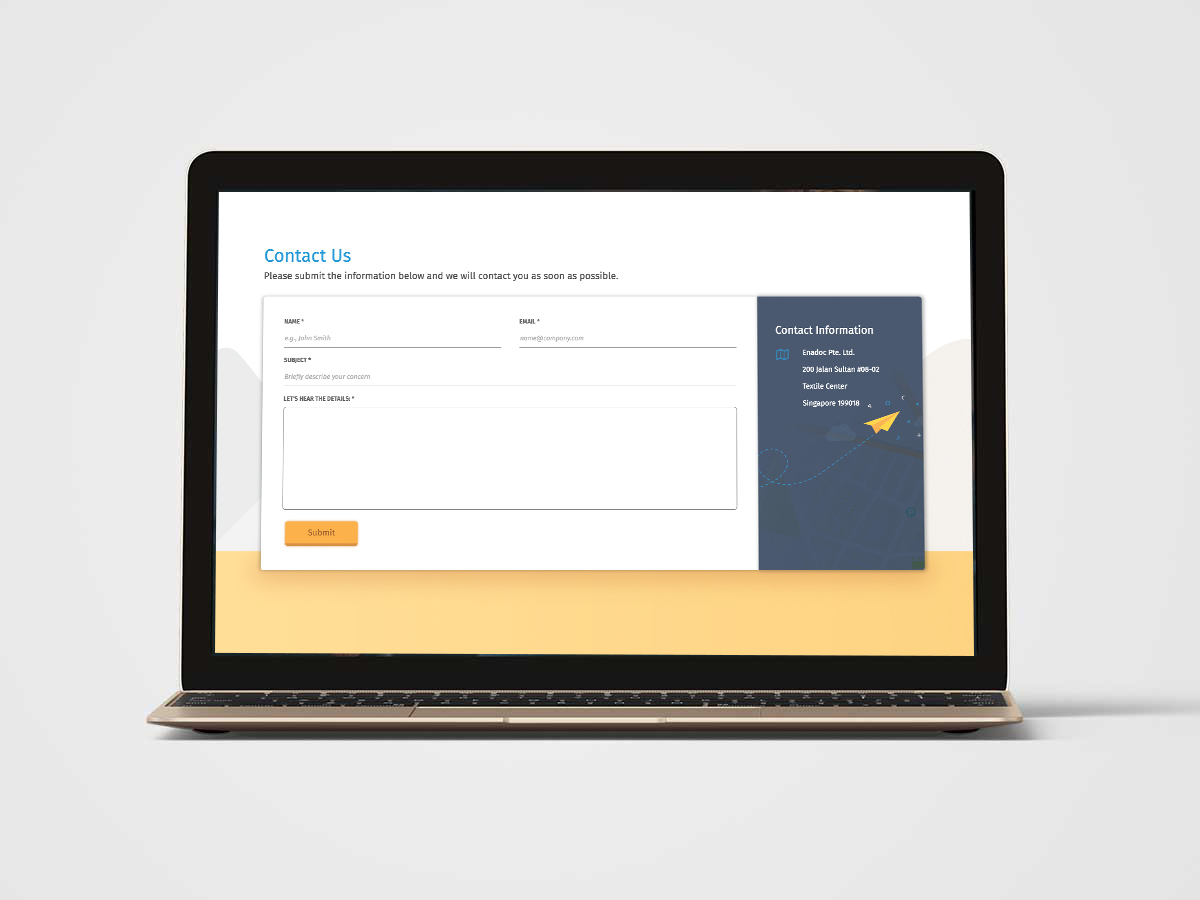 Contact Us
Please submit the information below and we will contact you as soon as possible.
NAME *
e.g., John Smith
EMAIL *
name@company.com
SUBJECT *
Briefly describe your concern
LET'S HEAR THE DETAILS: *
Submit
Contact Information
Enadoc Pte. Ltd.
200 Jalan Sultan #08-02
Textile Center
Singapore 199018